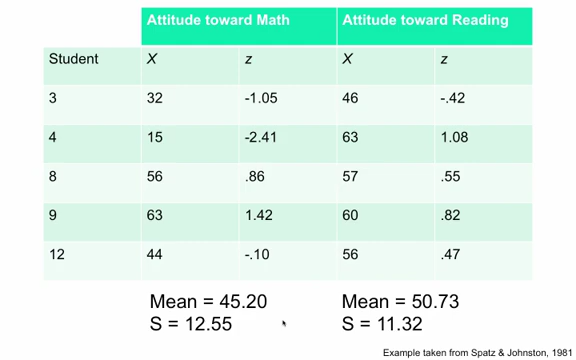 Attitude toward Math Attitude toward Reading
Student X z X z
3 32 -1.05 46 -.42
4 15 -2.41 63 1.08
8 56 .86 57 .55
9 63 1.42 60 .82
12 44 -.10 56 .47
Mean = 45.20 Mean = 50.73
S = 12.55 S = 11.32
Example taken from Spatz & Johnston, 1981